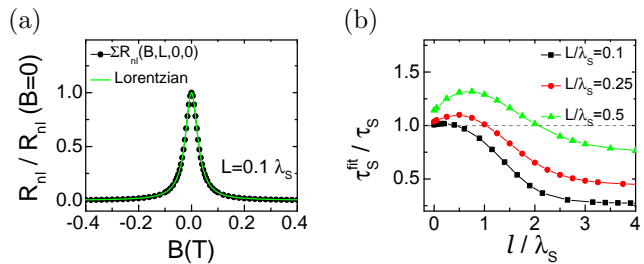 (a)
ΣR_nl(B,L,0,0)
Lorentzian
R_nl / R_nl (B=0)
1.0
0.5
0.0
L=0.1 λ_S
-0.4 -0.2 0.0 0.2 0.4
B(T)
(b)
L/λ_S=0.1
L/λ_S=0.25
L/λ_S=0.5
τ_S^fit / τ_S
1.5
1.0
0.5
0 1 2 3 4
l / λ_S